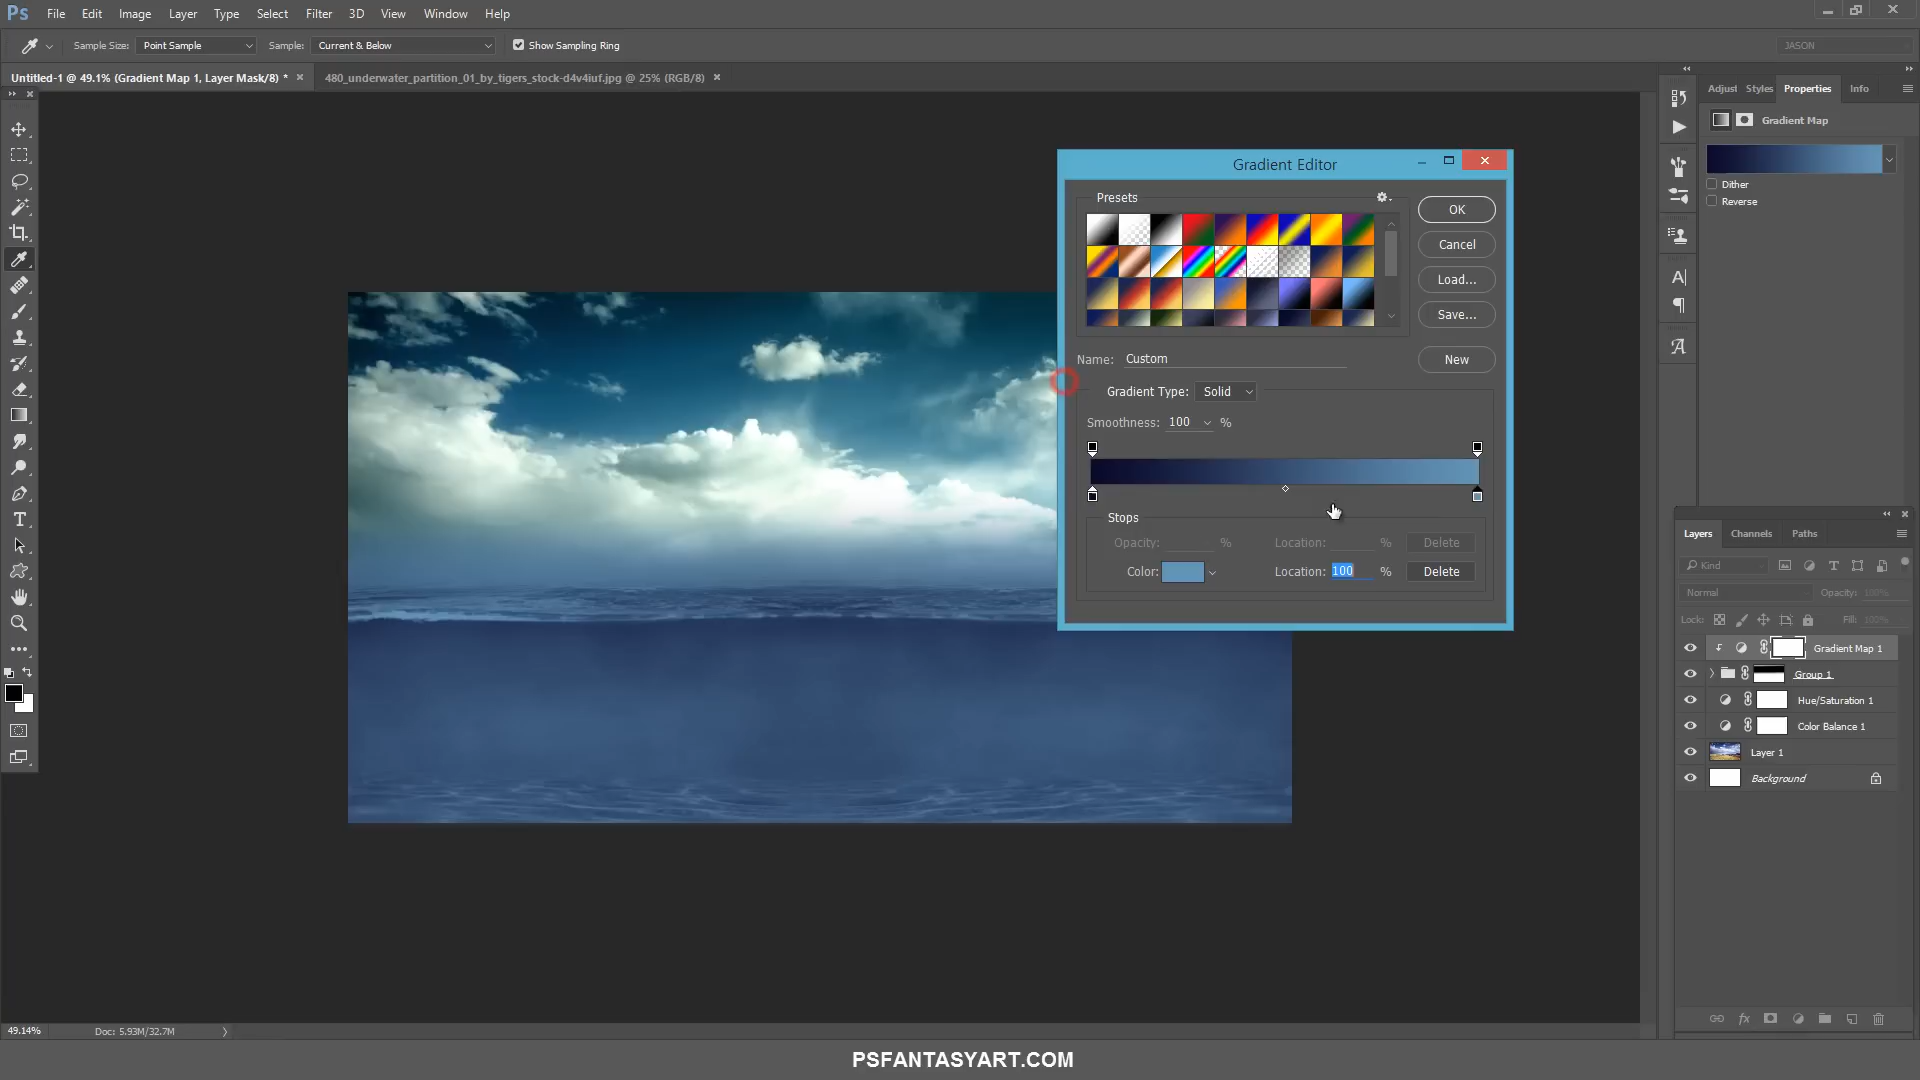 Ps File Edit Image Layer Type Select Filter 3D View Window Help
Sample Size: Point Sample Sample: Current & Below Show Sampling Ring JASON
Untitled-1 @ 49.1% (Gradient Map 1, Layer Mask/8) * × 480_underwater_partition_01_by_tigers_stock-d4v4iuf.jpg @ 25% (RGB/8) ×
Adjust Styles Properties Info
Gradient Map
Dither
Reverse
Gradient Editor
Presets
OK
Cancel
Load...
Save...
Name: Custom
New
Gradient Type: Solid
Smoothness: 100 %
Stops
Opacity: % Location: % Delete
Color: Location: 100 % Delete
Layers Channels Paths
Kind
Normal Opacity: 100%
Lock: Fill: 100%
Gradient Map 1
Group 1
Hue/Saturation 1
Color Balance 1
Layer 1
Background
fx
49.14% Doc: 5.93M/32.7M
PSFANTASYART.COM